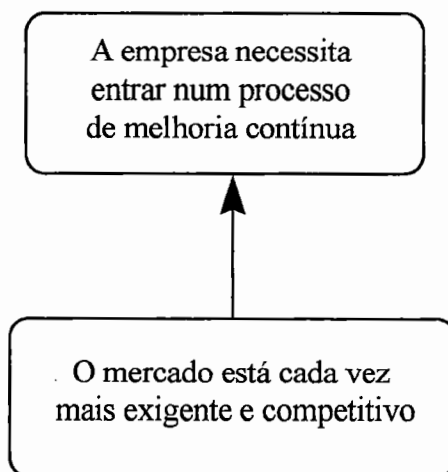 A empresa necessita
entrar num processo
de melhoria contínua
O mercado está cada vez
mais exigente e competitivo